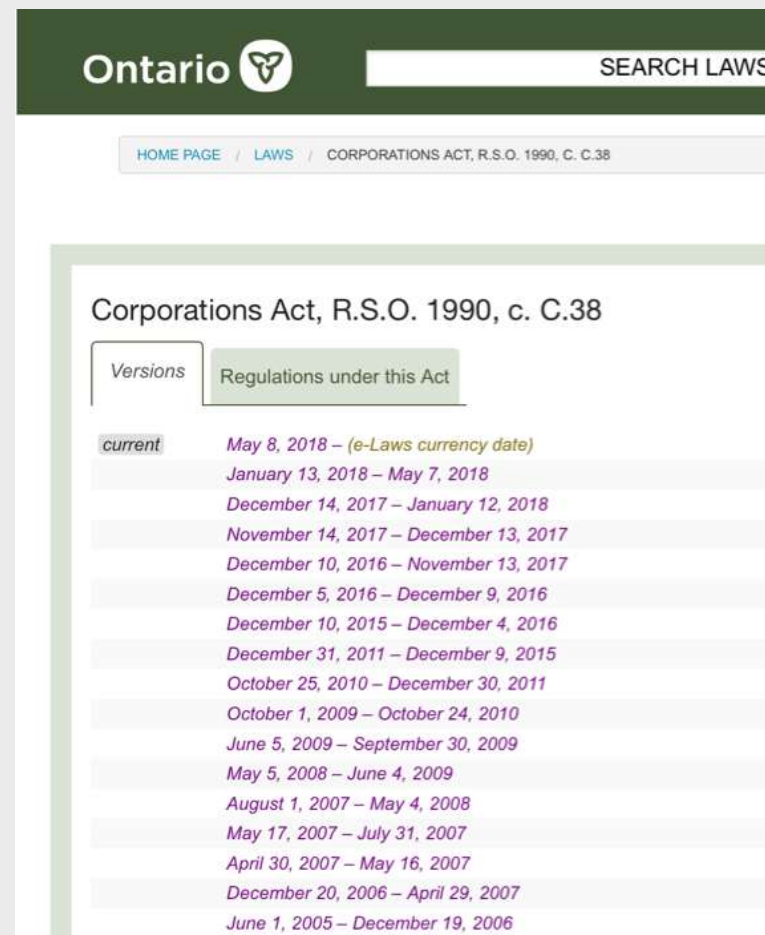 Ontario
SEARCH LAWS
HOME PAGE / LAWS / CORPORATIONS ACT, R.S.O. 1990, C. C.38
Corporations Act, R.S.O. 1990, c. C.38
Versions
Regulations under this Act
current May 8, 2018 – (e-Laws currency date)
January 13, 2018 – May 7, 2018
December 14, 2017 – January 12, 2018
November 14, 2017 – December 13, 2017
December 10, 2016 – November 13, 2017
December 5, 2016 – December 9, 2016
December 10, 2015 – December 4, 2016
December 31, 2011 – December 9, 2015
October 25, 2010 – December 30, 2011
October 1, 2009 – October 24, 2010
June 5, 2009 – September 30, 2009
May 5, 2008 – June 4, 2009
August 1, 2007 – May 4, 2008
May 17, 2007 – July 31, 2007
April 30, 2007 – May 16, 2007
December 20, 2006 – April 29, 2007
June 1, 2005 – December 19, 2006